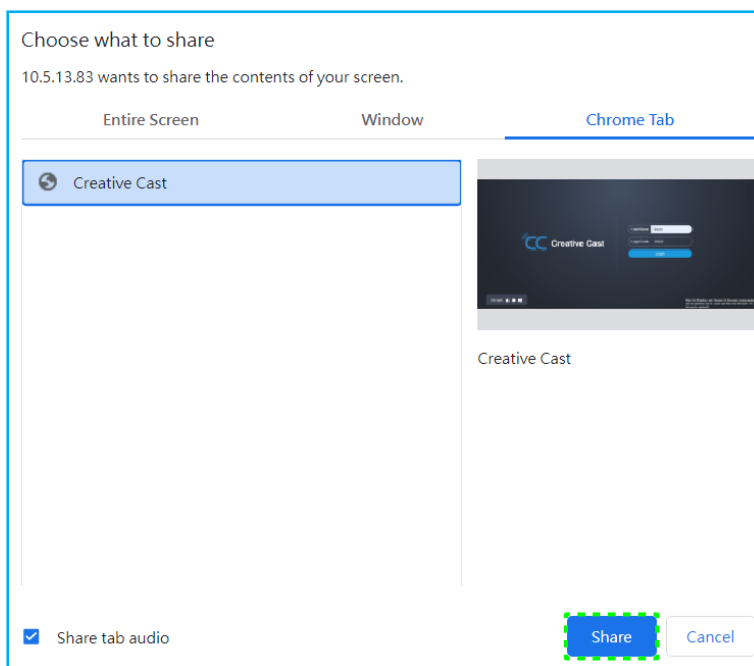 Choose what to share
10.5.13.83 wants to share the contents of your screen.
Entire Screen
Window
Chrome Tab
Creative Cast
CC Creative Cast
Creative Cast
Share tab audio
Share
Cancel